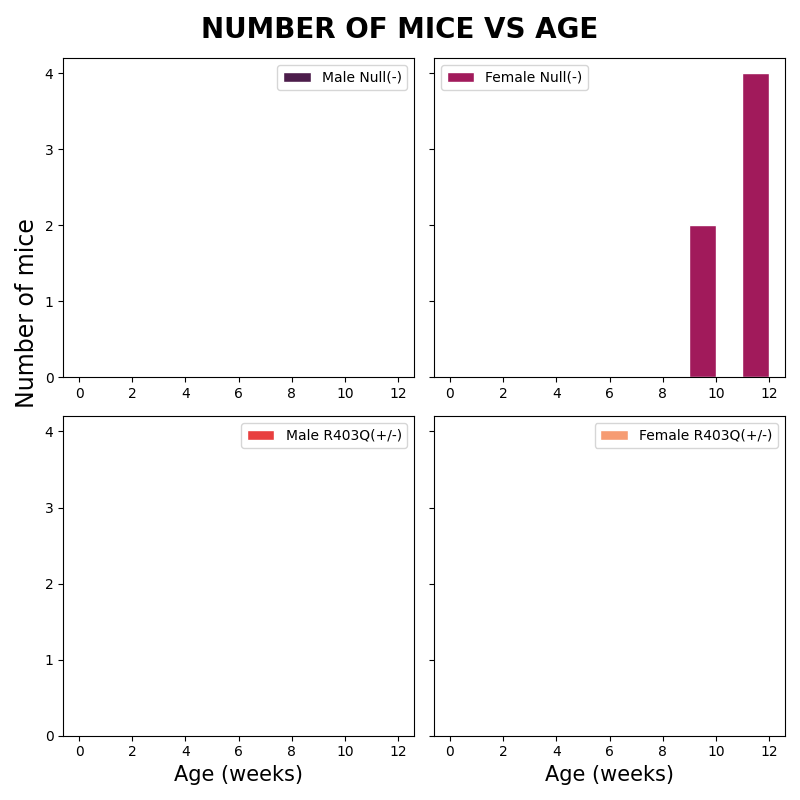 NUMBER OF MICE VS AGE
Number of mice
Male Null(-)
4
3
2
1
0
0 2 4 6 8 10 12
Female Null(-)
0 2 4 6 8 10 12
Male R403Q(+/-)
4
3
2
1
0
0 2 4 6 8 10 12
Age (weeks)
Female R403Q(+/-)
0 2 4 6 8 10 12
Age (weeks)